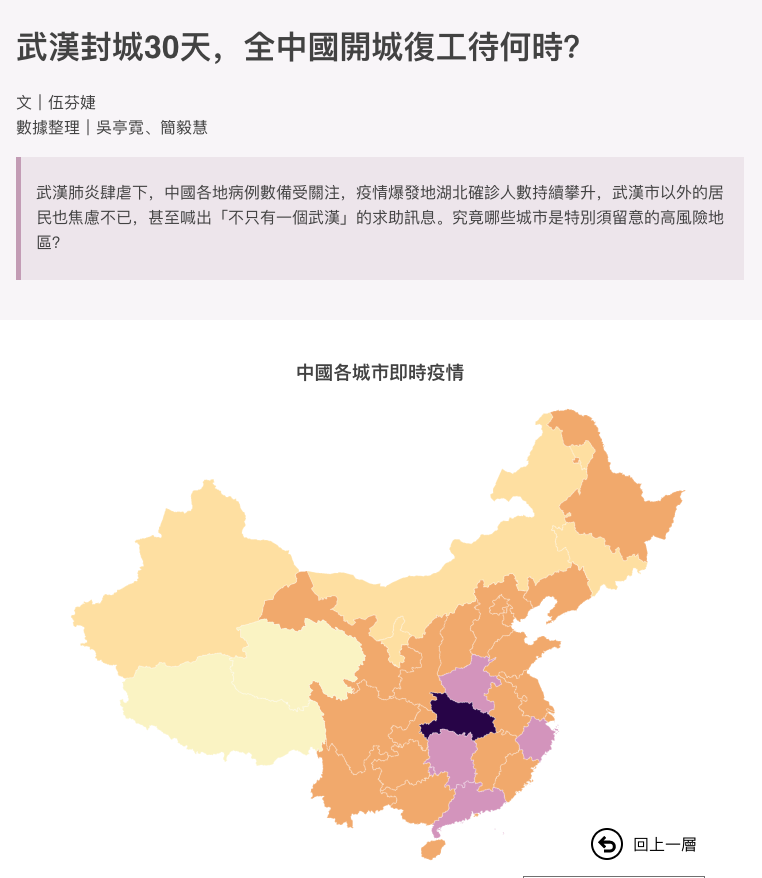 武漢封城30天，全中國開城復工待何時？
文｜伍芬婕
數據整理｜吳亭霓、簡毅慧
武漢肺炎肆虐下，中國各地病例數備受關注，疫情爆發地湖北確診人數持續攀升，武漢市以外的居
民也焦慮不已，甚至喊出「不只有一個武漢」的求助訊息。究竟哪些城市是特別須留意的高風險地
區？
中國各城市即時疫情
回上一層